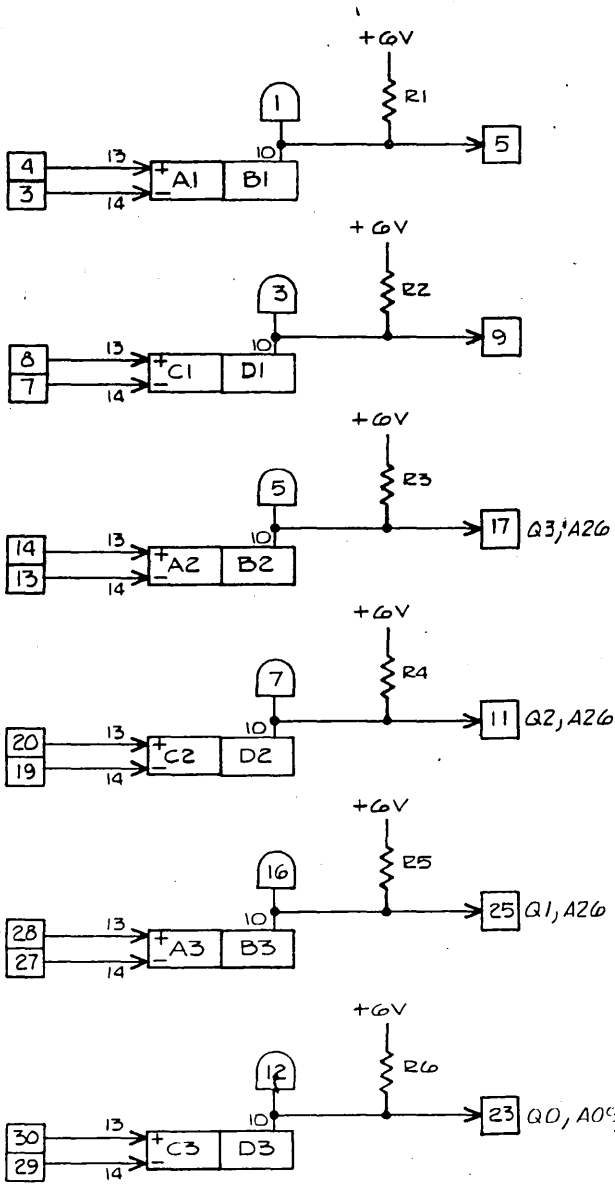 +6V
1 R1
4 13 + A1 B1 10 5
3 14 −
+6V
3 R2
8 13 + C1 D1 10 9
7 14 −
+6V
5 R3
14 13 + A2 B2 10 17 Q3, A26
13 14 −
+6V
7 R4
20 13 + C2 D2 10 11 Q2, A26
19 14 −
+6V
16 R5
28 13 + A3 B3 10 25 Q1, A26
27 14 −
+6V
12 R6
30 13 + C3 D3 10 23 Q0,
29 14 −